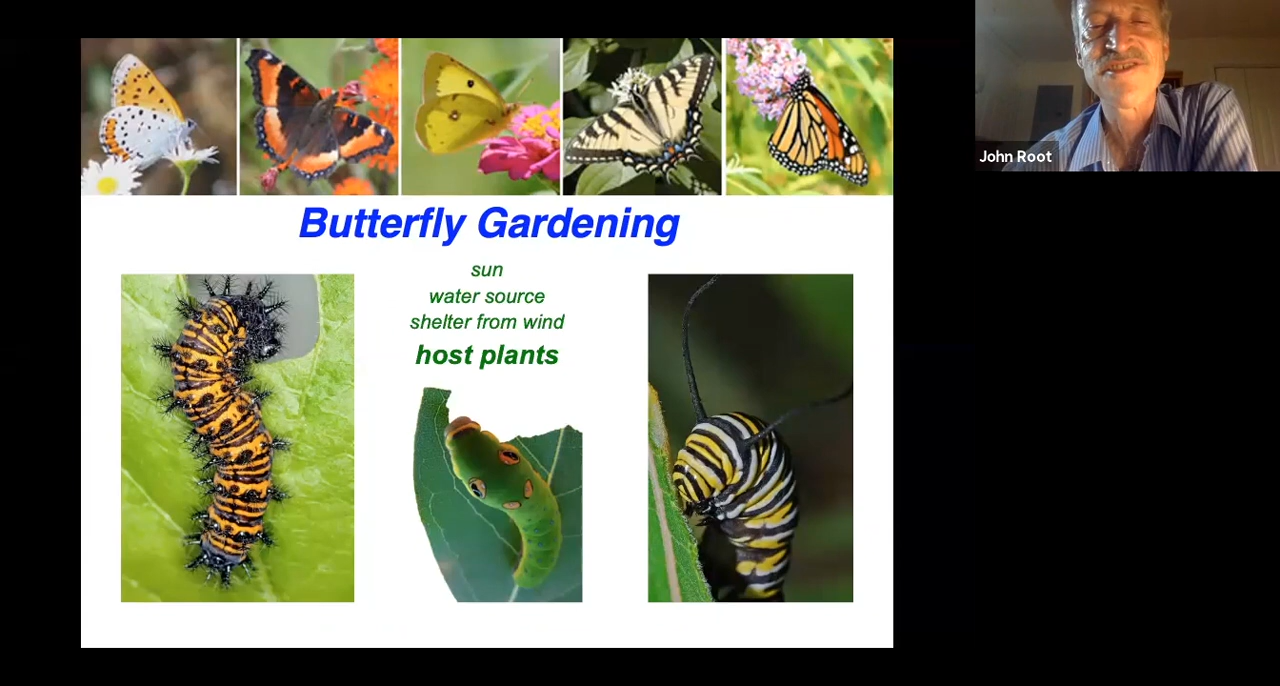 John Root
Butterfly Gardening
sun
water source
shelter from wind
host plants